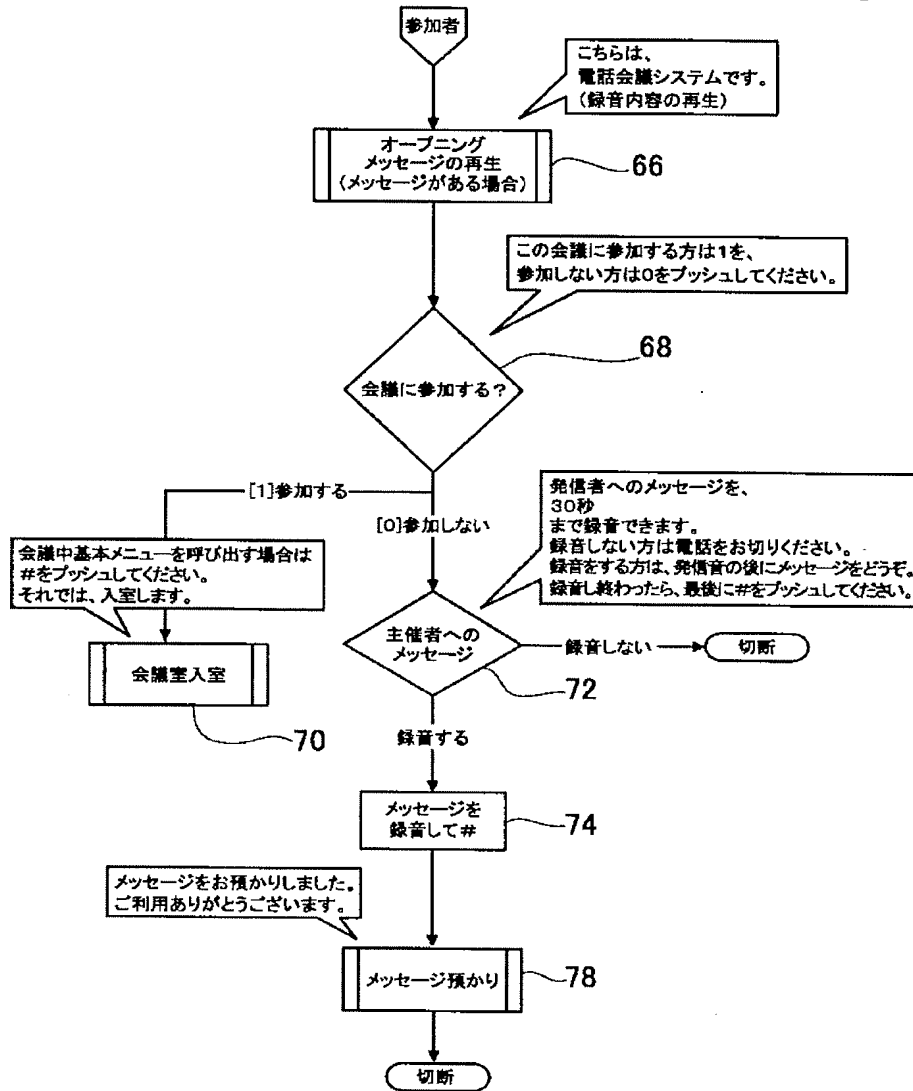 参加者
こちらは、
電話会議システムです。
(録音内容の再生)
オープニング
メッセージの再生
(メッセージがある場合)
66
この会議に参加する方は1を、
参加しない方は0をプッシュしてください。
68
会議に参加する?
[1]参加する
[0]参加しない
発信者へのメッセージを、
30秒
まで録音できます。
録音しない方は電話をお切りください。
録音をする方は、発信音の後にメッセージをどうぞ。
録音し終わったら、最後に#をプッシュしてください。
会議中基本メニューを呼び出す場合は
#をプッシュしてください。
それでは、入室します。
主催者への
メッセージ
録音しない
切断
72
会議室入室
70
録音する
メッセージを
録音して#
74
メッセージをお預かりしました。
ご利用ありがとうございます。
メッセージ預かり
78
切断